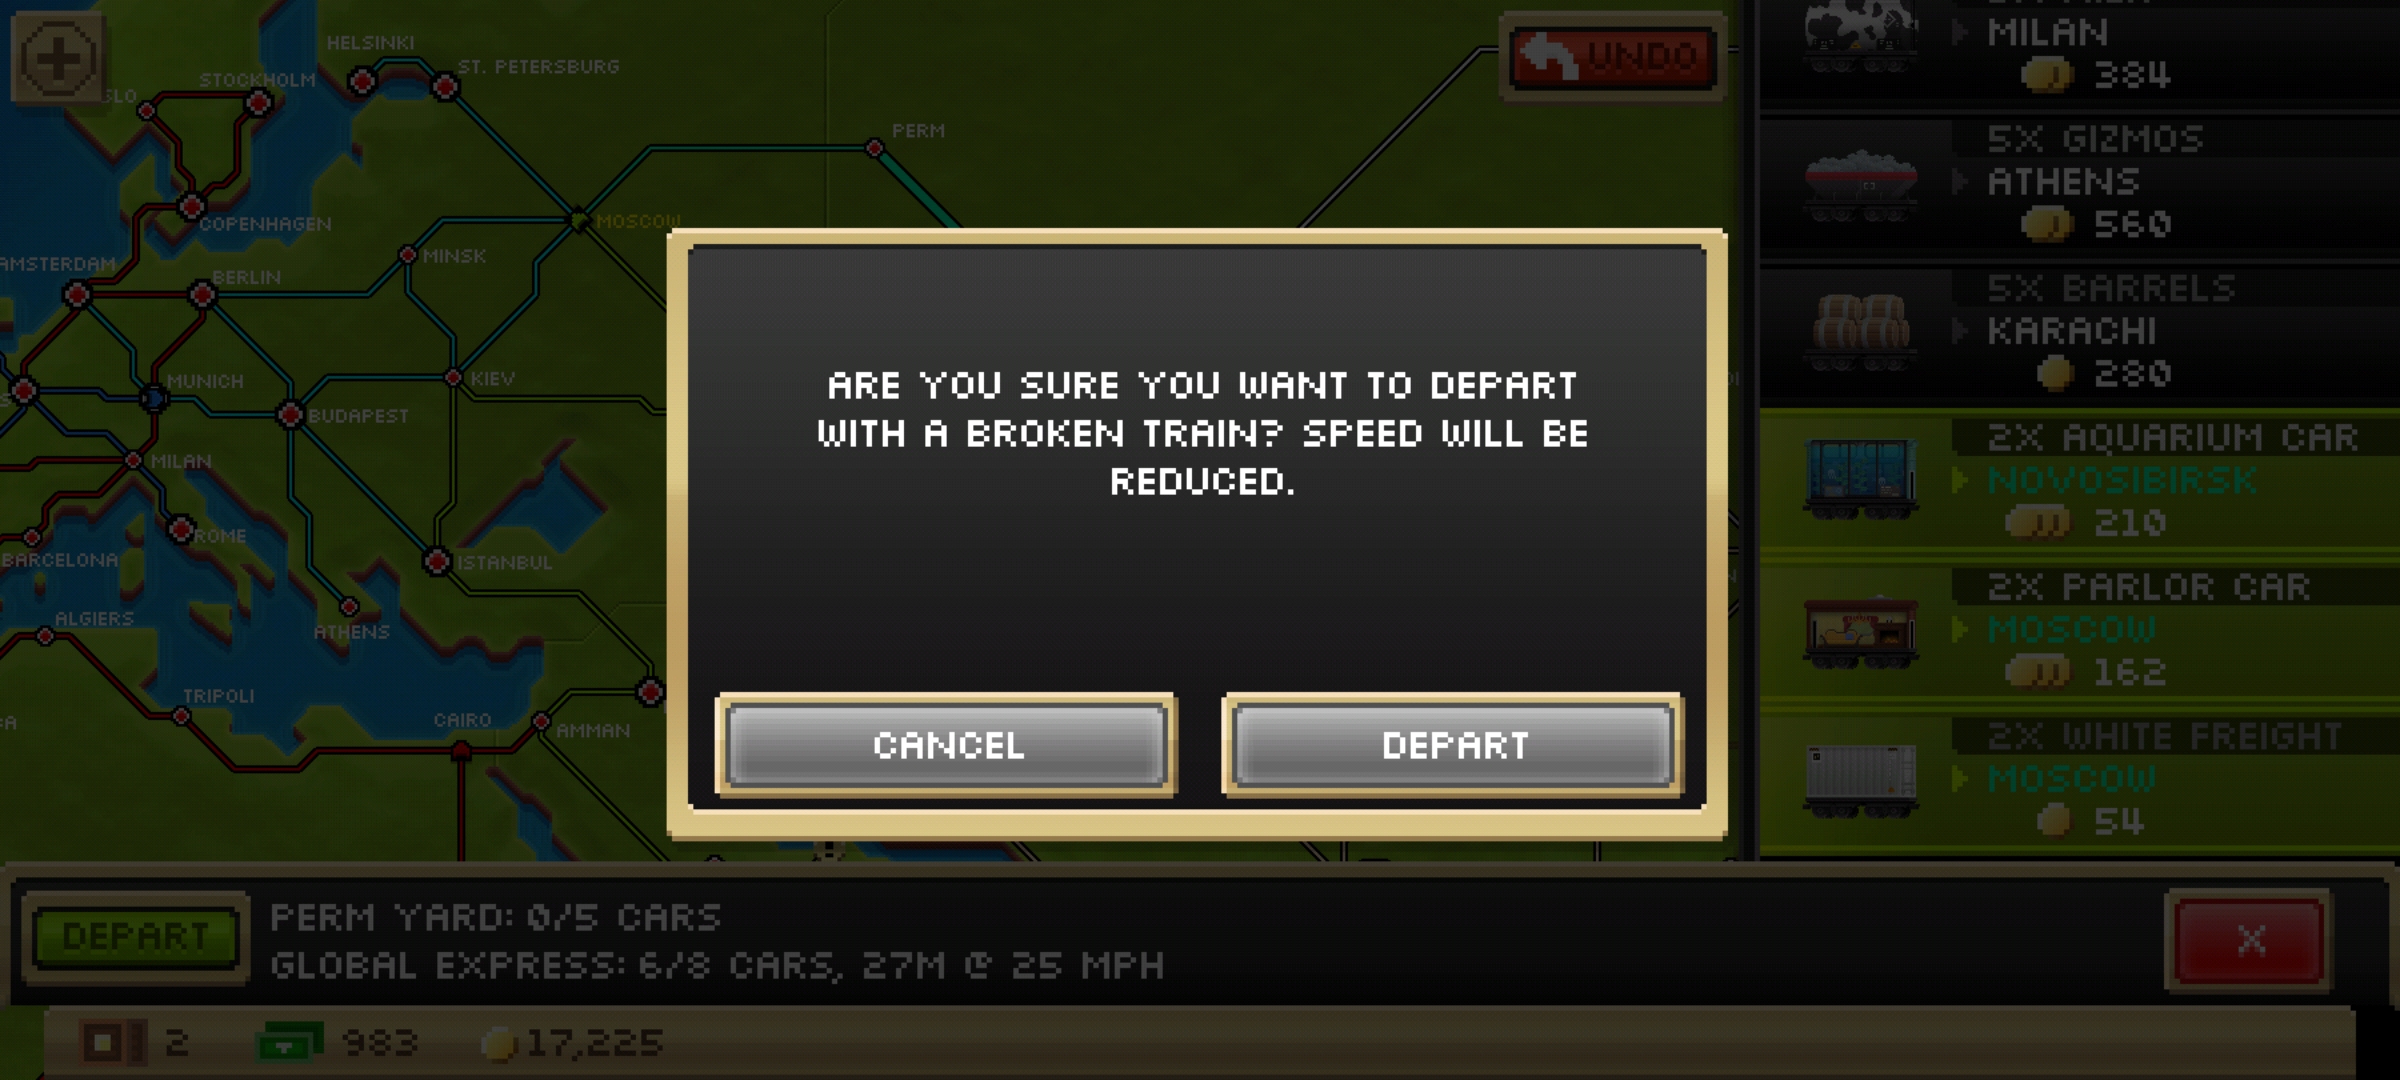 HELSINKI
ST. PETERSBURG
STOCKHOLM
SLO
PERM
COPENHAGEN
MOSCOW
MINSK
AMSTERDAM
BERLIN
MUNICH
KIEV
BUDAPEST
MILAN
ROME
BARCELONA
ISTANBUL
ALGIERS
ATHENS
TRIPOLI
CAIRO
AMMAN
UNDO
MILAN
384
5X GIZMOS
ATHENS
560
5X BARRELS
KARACHI
280
2X AQUARIUM CAR
NOVOSIBIRSK
210
2X PARLOR CAR
MOSCOW
162
2X WHITE FREIGHT
MOSCOW
54
ARE YOU SURE YOU WANT TO DEPART
WITH A BROKEN TRAIN? SPEED WILL BE
REDUCED.
CANCEL
DEPART
DEPART
PERM YARD: 0/5 CARS
GLOBAL EXPRESS: 6/8 CARS, 27M @ 25 MPH
X
2
983
17,225